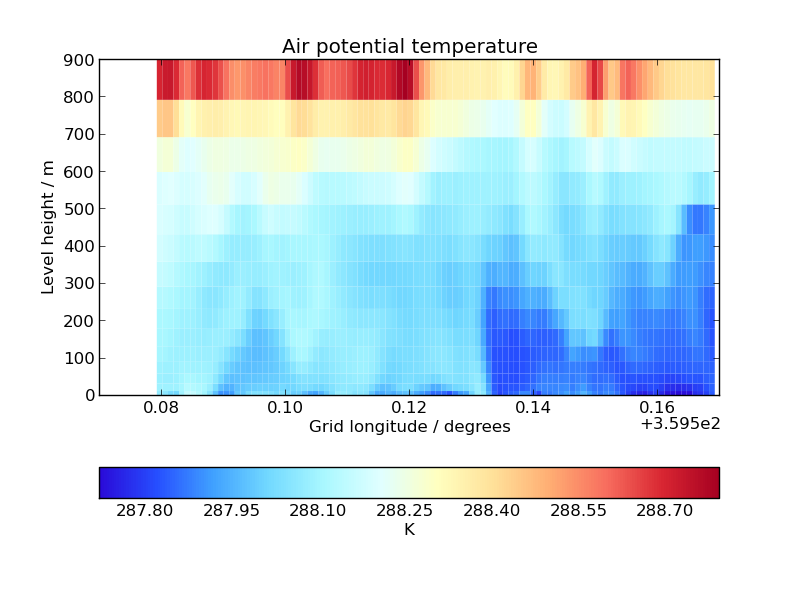 Air potential temperature
900
800
700
600
500
400
300
200
100
0
Level height / m
0.08 0.10 0.12 0.14 0.16
Grid longitude / degrees
+3.595e2
287.80 287.95 288.10 288.25 288.40 288.55 288.70
K